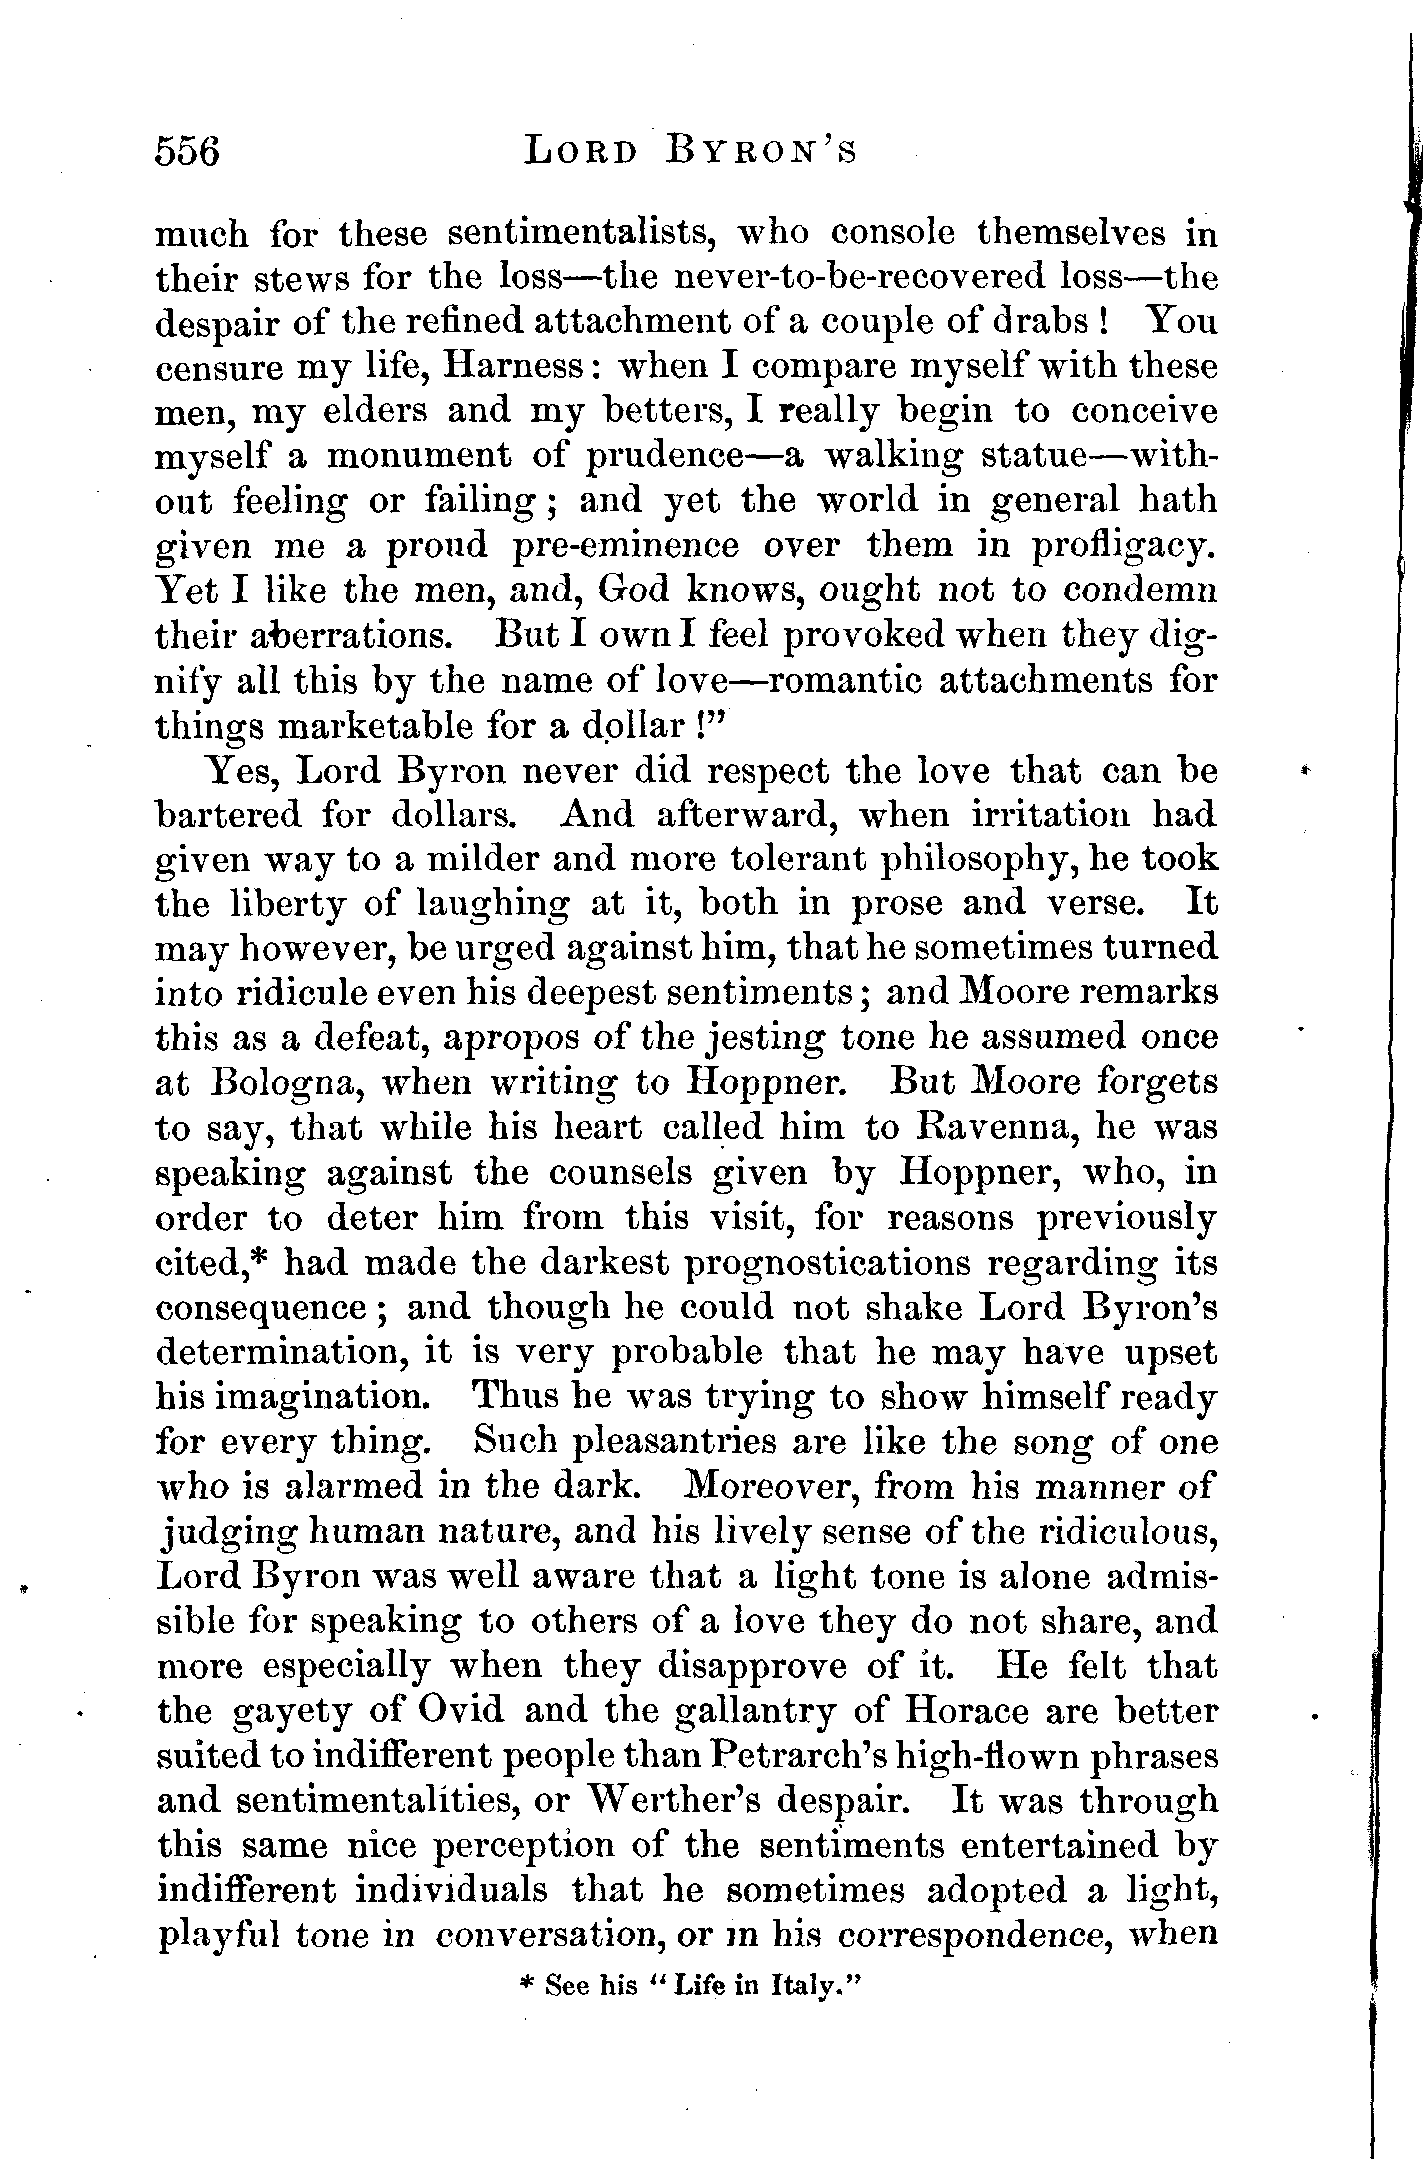 556 LORD BYRON'S
much for these sentimentalists, who console themselves in
their stews for the loss—the never-to-be-recovered loss—the
despair of the refined attachment of a couple of drabs! You
censure my life, Harness: when I compare myself with these
men, my elders and my betters, I really begin to conceive
myself a monument of prudence—a walking statue—with-
out feeling or failing; and yet the world in general hath
given me a proud pre-eminence over them in profligacy.
Yet I like the men, and, God knows, ought not to condemn
their aberrations. But I own I feel provoked when they dig-
nify all this by the name of love—romantic attachments for
things marketable for a dollar!"
Yes, Lord Byron never did respect the love that can be
bartered for dollars. And afterward, when irritation had
given way to a milder and more tolerant philosophy, he took
the liberty of laughing at it, both in prose and verse. It
may however, be urged against him, that he sometimes turned
into ridicule even his deepest sentiments; and Moore remarks
this as a defeat, apropos of the jesting tone he assumed once
at Bologna, when writing to Hoppner. But Moore forgets
to say, that while his heart called him to Ravenna, he was
speaking against the counsels given by Hoppner, who, in
order to deter him from this visit, for reasons previously
cited,* had made the darkest prognostications regarding its
consequence; and though he could not shake Lord Byron's
determination, it is very probable that he may have upset
his imagination. Thus he was trying to show himself ready
for every thing. Such pleasantries are like the song of one
who is alarmed in the dark. Moreover, from his manner of
judging human nature, and his lively sense of the ridiculous,
Lord Byron was well aware that a light tone is alone admis-
sible for speaking to others of a love they do not share, and
more especially when they disapprove of it. He felt that
the gayety of Ovid and the gallantry of Horace are better
suited to indifferent people than Petrarch's high-flown phrases
and sentimentalities, or Werther's despair. It was through
this same nice perception of the sentiments entertained by
indifferent individuals that he sometimes adopted a light,
playful tone in conversation, or in his correspondence, when
* See his "Life in Italy."